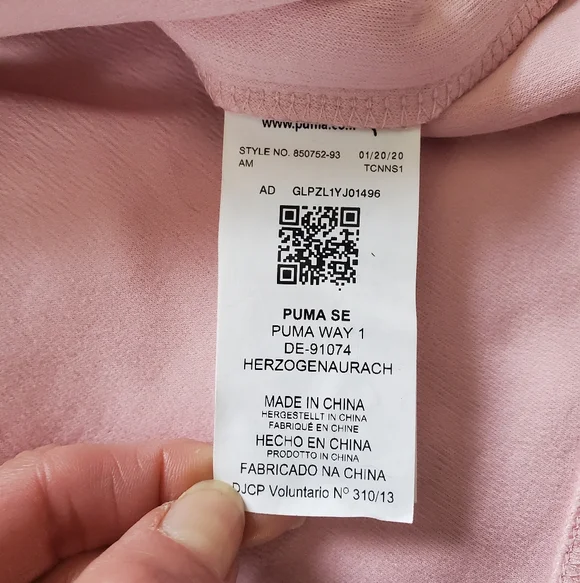 www.puma.com
STYLE NO. 850752-93 01/20/20
AM TCNNS1
AD GLPZL1YJ01496
PUMA SE
PUMA WAY 1
DE-91074
HERZOGENAURACH
MADE IN CHINA
HERGESTELLT IN CHINA
FABRIQUÉ EN CHINE
HECHO EN CHINA
PRODOTTO IN CHINA
FABRICADO NA CHINA
DJCP Voluntario Nº 310/13